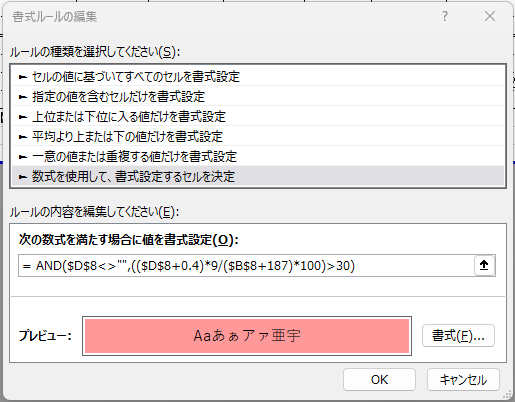 書式ルールの編集 ? ×
ルールの種類を選択してください(S):
► セルの値に基づいてすべてのセルを書式設定
► 指定の値を含むセルだけを書式設定
► 上位または下位に入る値だけを書式設定
► 平均より上または下の値だけを書式設定
► 一意の値または重複する値だけを書式設定
► 数式を使用して、書式設定するセルを決定
ルールの内容を編集してください(E):
次の数式を満たす場合に値を書式設定(O):
= AND($D$8<>"",(($D$8+0.4)*9/($B$8+187)*100)>30)
プレビュー: Aaあぁアァ亜宇 書式(F)...
OK キャンセル